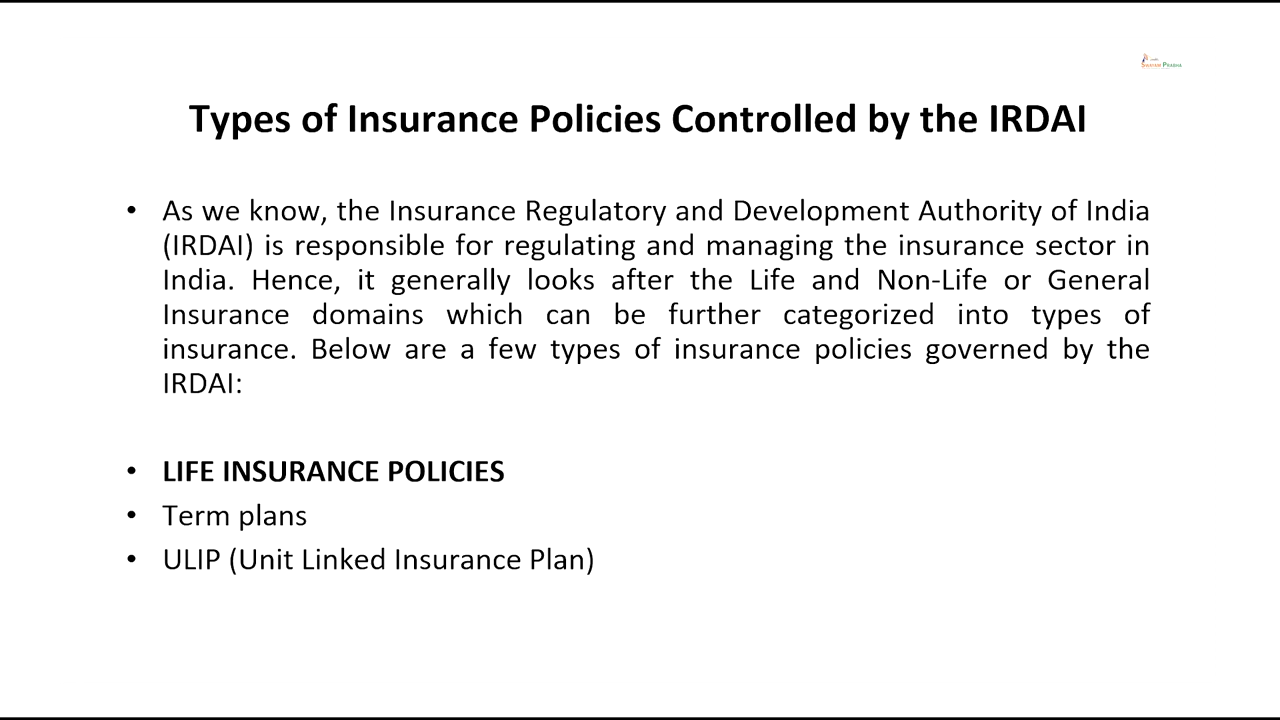 Swayam Prabha
Types of Insurance Policies Controlled by the IRDAI
• As we know, the Insurance Regulatory and Development Authority of India
(IRDAI) is responsible for regulating and managing the insurance sector in
India. Hence, it generally looks after the Life and Non-Life or General
Insurance domains which can be further categorized into types of
insurance. Below are a few types of insurance policies governed by the
IRDAI:
• LIFE INSURANCE POLICIES
• Term plans
• ULIP (Unit Linked Insurance Plan)